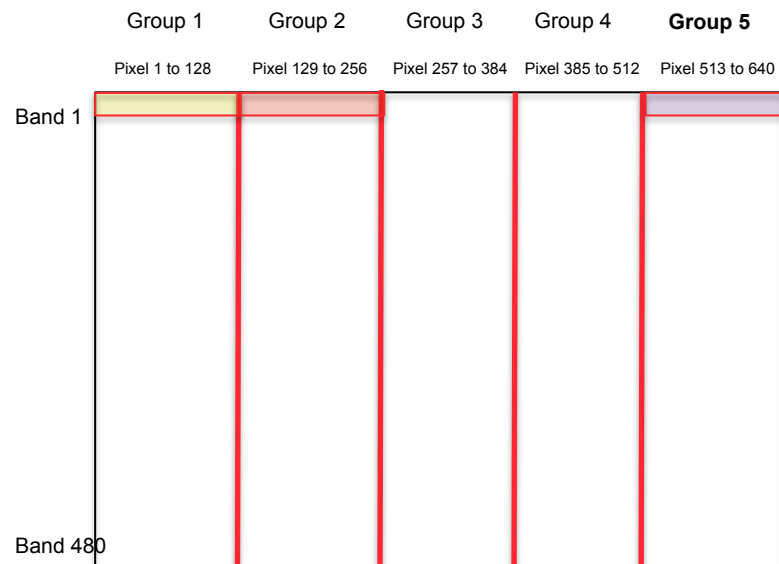 Group 1 Group 2 Group 3 Group 4 Group 5
Pixel 1 to 128 Pixel 129 to 256 Pixel 257 to 384 Pixel 385 to 512 Pixel 513 to 640
Band 1
Band 480